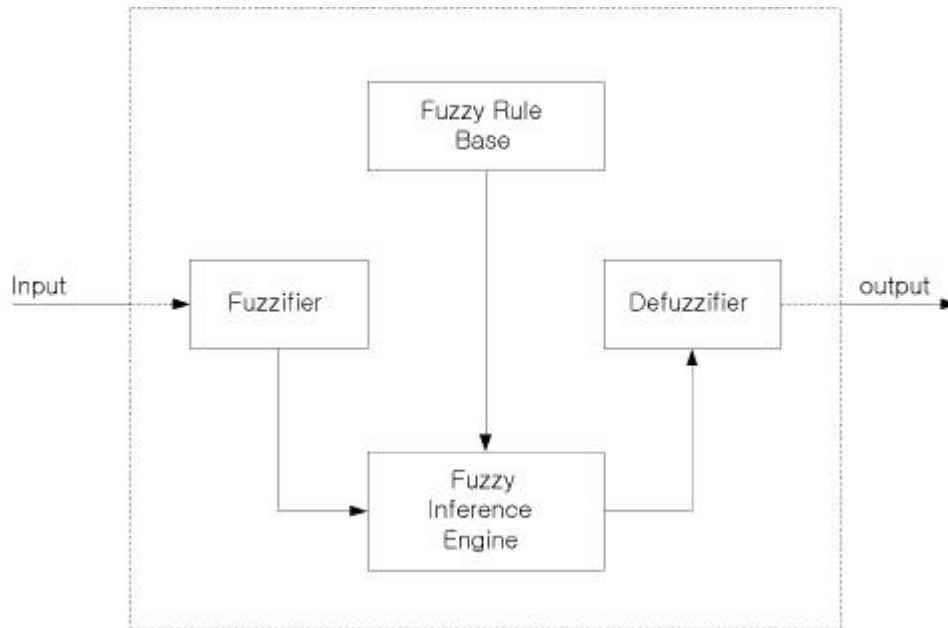 Fuzzy Rule
Base
Input
Fuzzifier
Defuzzifier
output
Fuzzy
Inference
Engine